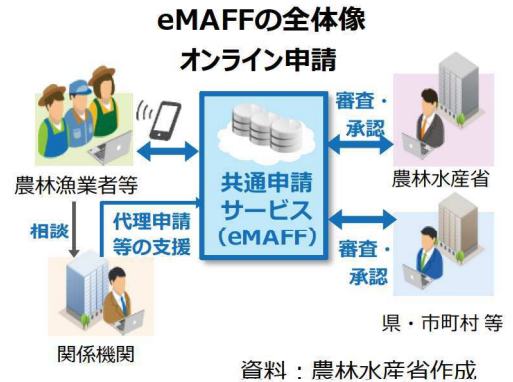 eMAFFの全体像
オンライン申請
審査・
承認
農林漁業者等
共通申請
サービス
(eMAFF)
農林水産省
相談
代理申請
等の支援
審査・
承認
関係機関
県・市町村 等
資料：農林水産省作成